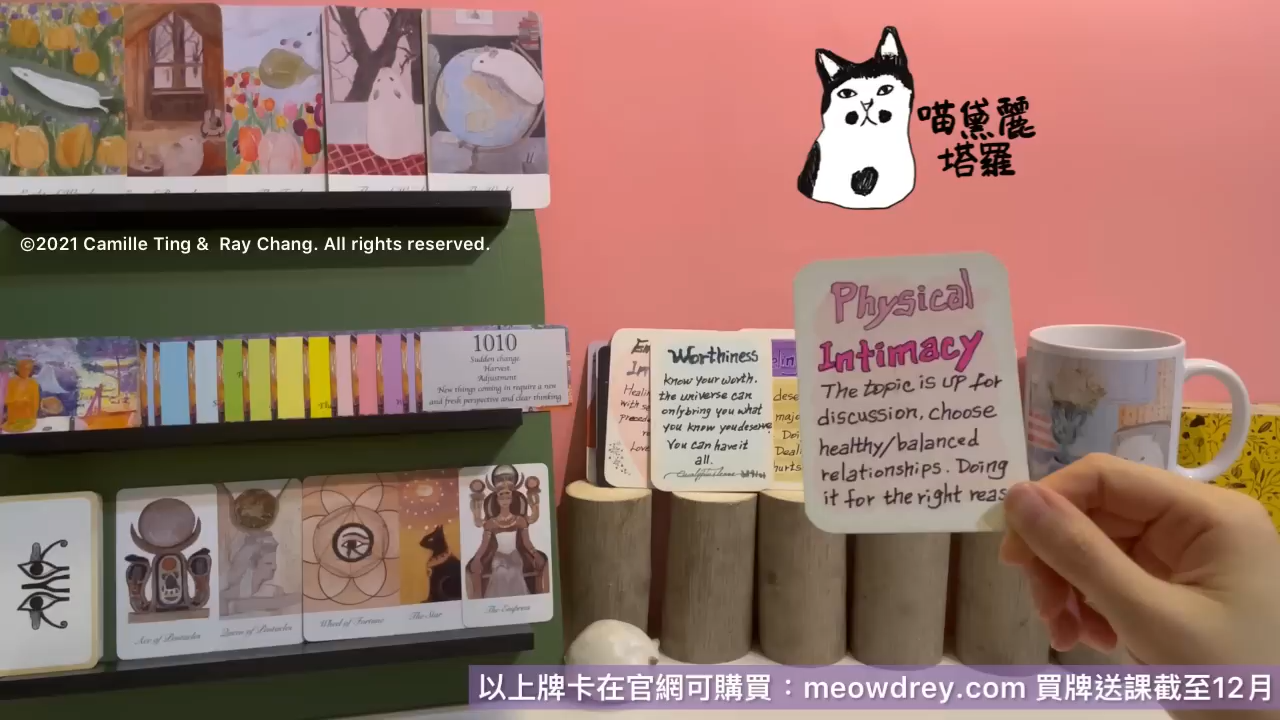 喵黛麗
塔羅
©2021 Camille Ting & Ray Chang. All rights reserved.
1010
Sudden change
Harvest
Adjustment
New things coming in require a new
and fresh perspective and clear thinking
Worthiness
Know your worth.
the universe can
only bring you what
you know you deserve
You can have it
all.
Physical
Intimacy
The topic is up for
discussion, choose
healthy/balanced
relationships. Doing
it for the right reas
Ace of Pentacles
Queen of Pentacles
Wheel of Fortune
The Star
The Empress
以上牌卡在官網可購買：meowdrey.com 買牌送課截至12月